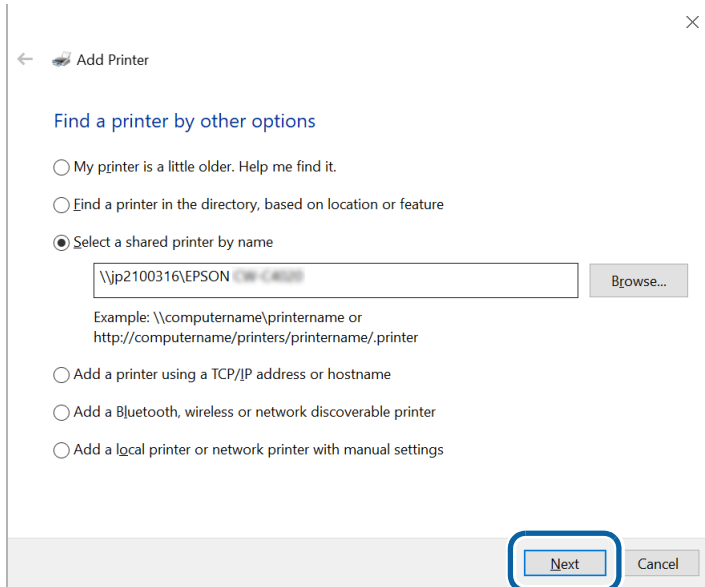 Add Printer
Find a printer by other options
My printer is a little older. Help me find it.
Find a printer in the directory, based on location or feature
Select a shared printer by name
\\jp2100316\EPSON
Browse...
Example: \\computername\printername or
http://computername/printers/printername/.printer
Add a printer using a TCP/IP address or hostname
Add a Bluetooth, wireless or network discoverable printer
Add a local printer or network printer with manual settings
Next
Cancel